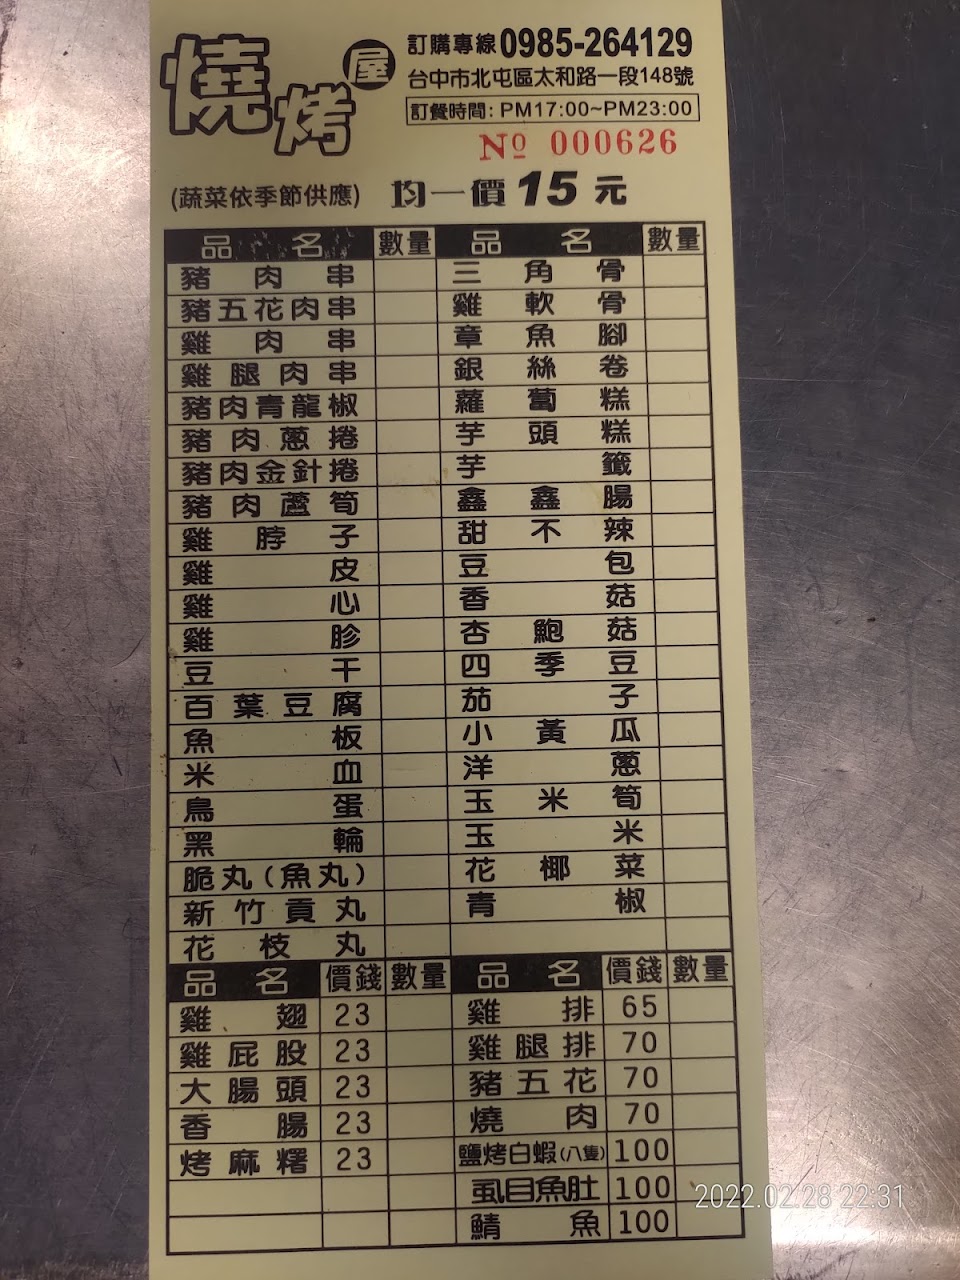 燒烤屋
訂購專線0985-264129
台中市北屯區太和路一段148號
訂餐時間：PM17:00~PM23:00
Nº 000626
(蔬菜依季節供應) 均一價15元
品名 數量 品名 數量
豬肉串 三角骨
豬五花肉串 雞軟骨
雞肉串 章魚腳
雞腿肉串 銀絲卷
豬肉青龍椒 蘿蔔糕
豬肉蔥捲 芋頭糕
豬肉金針捲 芋籤
豬肉蘆筍 鑫鑫腸
雞脖子 甜不辣
雞皮 豆包
雞心 香菇
雞胗 杏鮑菇
豆干 四季豆
百葉豆腐 茄子
魚板 小黃瓜
米血 洋蔥
鳥蛋 玉米筍
黑輪 玉米
脆丸(魚丸) 花椰菜
新竹貢丸 青椒
花枝丸
品名 價錢 數量 品名 價錢 數量
雞翅 23 雞排 65
雞屁股 23 雞腿排 70
大腸頭 23 豬五花 70
香腸 23 燒肉 70
烤麻糬 23 鹽烤白蝦(八隻) 100
虱目魚肚 100
鯖魚 100
2022.02.28 22:31